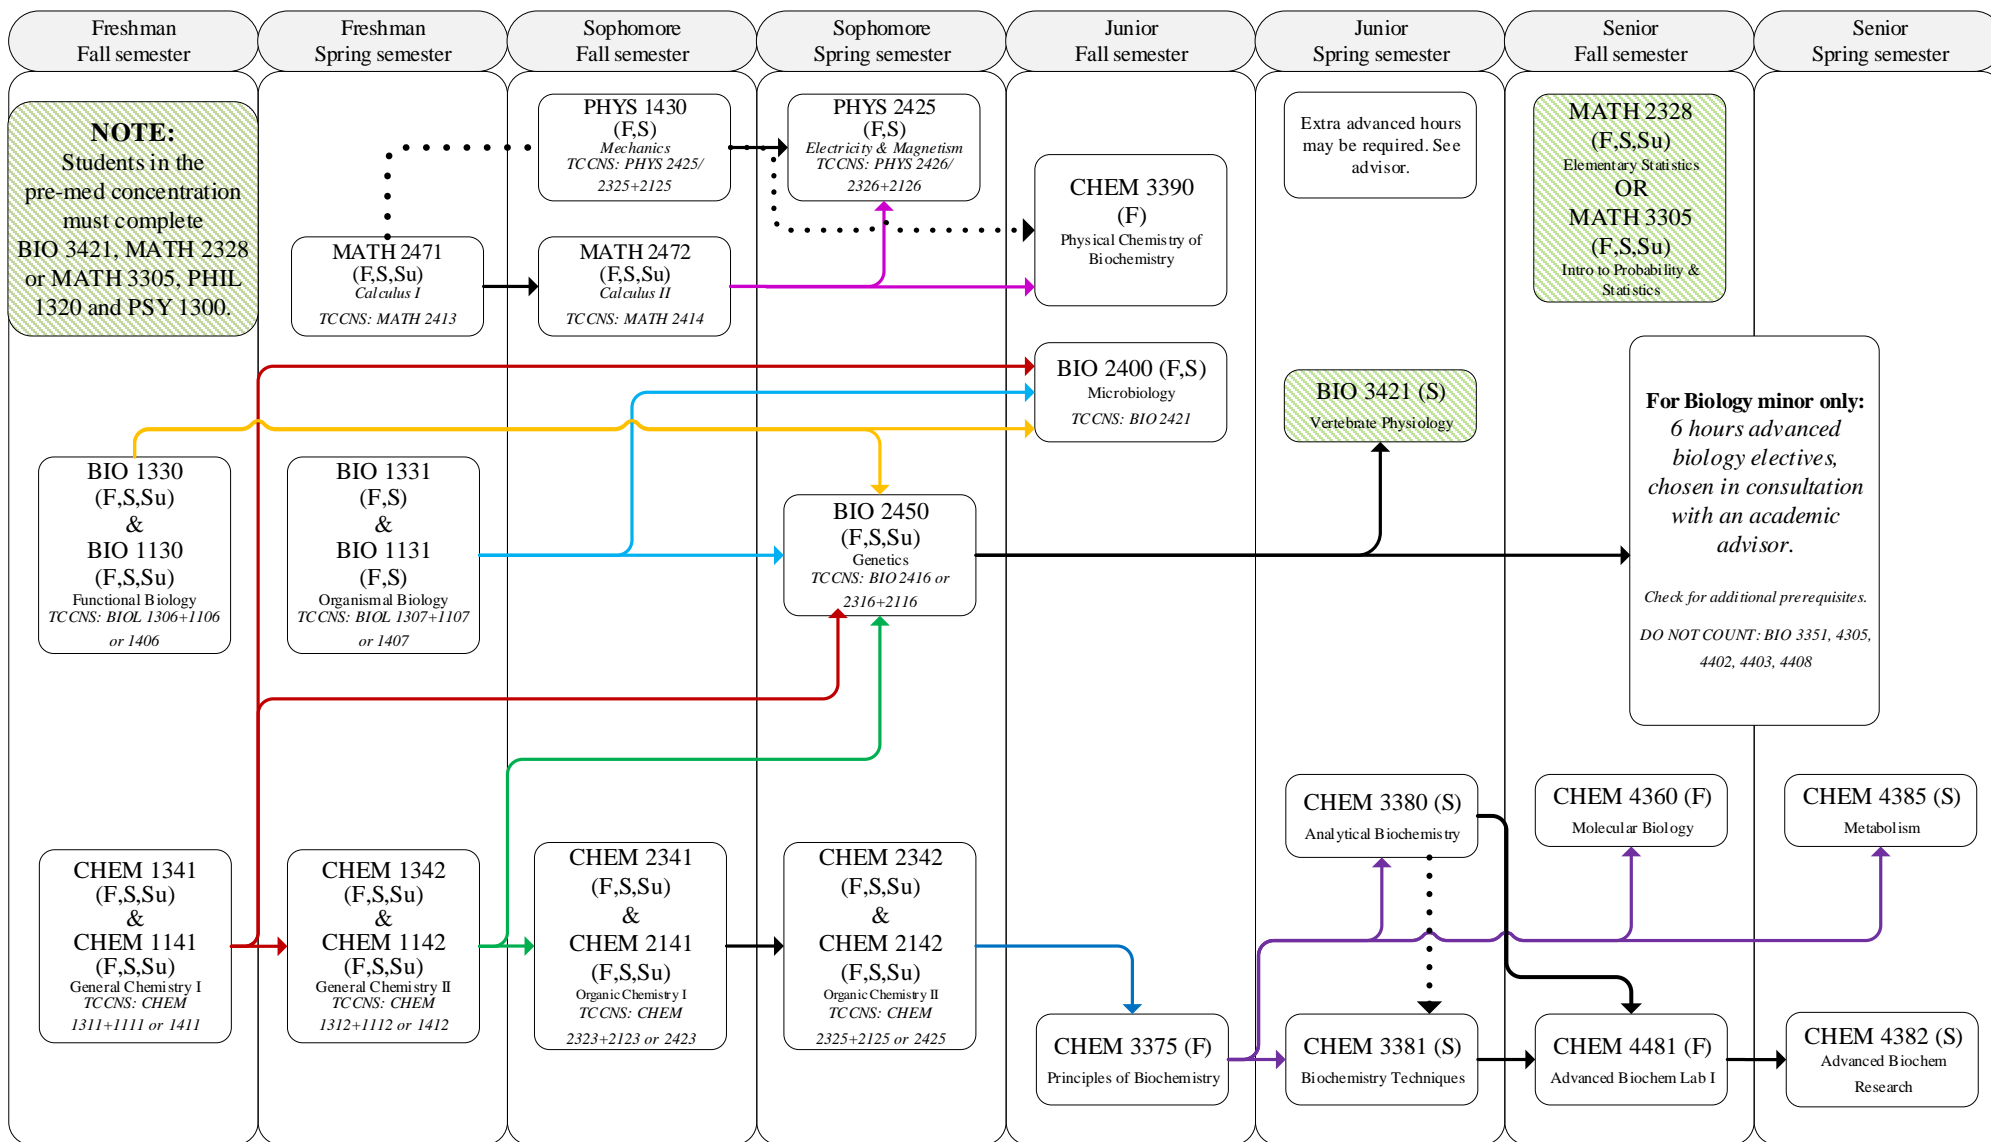 Freshman
Fall semester
Freshman
Spring semester
Sophomore
Fall semester
Sophomore
Spring semester
Junior
Fall semester
Junior
Spring semester
Senior
Fall semester
Senior
Spring semester
NOTE:
Students in the
pre-med concentration
must complete
BIO 3421, MATH 2328
or MATH 3305, PHIL
1320 and PSY 1300.
PHYS 1430
(F,S)
Mechanics
TCCNS: PHYS 2425/
2325+2125
PHYS 2425
(F,S)
Electricity & Magnetism
TCCNS: PHYS 2426/
2326+2126
CHEM 3390
(F)
Physical Chemistry of
Biochemistry
Extra advanced hours
may be required. See
advisor.
MATH 2328
(F,S,Su)
Elementary Statistics
OR
MATH 3305
(F,S,Su)
Intro to Probability &
Statistics
MATH 2471
(F,S,Su)
Calculus I
TCCNS: MATH 2413
MATH 2472
(F,S,Su)
Calculus II
TCCNS: MATH 2414
BIO 2400 (F,S)
Microbiology
TCCNS: BIO 2421
BIO 3421 (S)
Vertebrate Physiology
For Biology minor only:
6 hours advanced
biology electives,
chosen in consultation
with an academic
advisor.
Check for additional prerequisites.
DO NOT COUNT: BIO 3351, 4305,
4402, 4403, 4408
BIO 1330
(F,S,Su)
&
BIO 1130
(F,S,Su)
Functional Biology
TCCNS: BIOL 1306+1106
or 1406
BIO 1331
(F,S)
&
BIO 1131
(F,S)
Organismal Biology
TCCNS: BIOL 1307+1107
or 1407
BIO 2450
(F,S,Su)
Genetics
TCCNS: BIO 2416 or
2316+2116
CHEM 1341
(F,S,Su)
&
CHEM 1141
(F,S,Su)
General Chemistry I
TCCNS: CHEM
1311+1111 or 1411
CHEM 1342
(F,S,Su)
&
CHEM 1142
(F,S,Su)
General Chemistry II
TCCNS: CHEM
1312+1112 or 1412
CHEM 2341
(F,S,Su)
&
CHEM 2141
(F,S,Su)
Organic Chemistry I
TCCNS: CHEM
2323+2123 or 2423
CHEM 2342
(F,S,Su)
&
CHEM 2142
(F,S,Su)
Organic Chemistry II
TCCNS: CHEM
2325+2125 or 2425
CHEM 3380 (S)
Analytical Biochemistry
CHEM 4360 (F)
Molecular Biology
CHEM 4385 (S)
Metabolism
CHEM 3375 (F)
Principles of Biochemistry
CHEM 3381 (S)
Biochemistry Techniques
CHEM 4481 (F)
Advanced Biochem Lab I
CHEM 4382 (S)
Advanced Biochem
Research